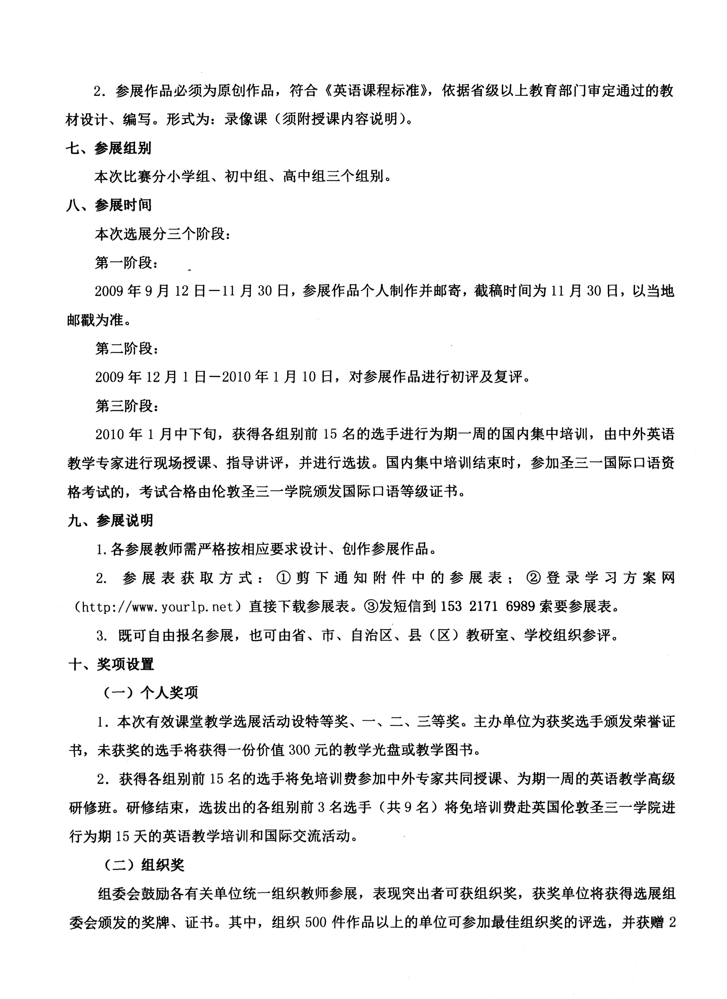 2. 参展作品必须为原创作品，符合《英语课程标准》，依据省级以上教育部门审定通过的教
材设计、编写。形式为：录像课（须附授课内容说明）。
七、参展组别
本次比赛分小学组、初中组、高中组三个组别。
八、参展时间
本次选展分三个阶段：
第一阶段：
2009 年 9 月 12 日－11 月 30 日，参展作品个人制作并邮寄，截稿时间为 11 月 30 日，以当地
邮戳为准。
第二阶段：
2009 年 12 月 1 日－2010 年 1 月 10 日，对参展作品进行初评及复评。
第三阶段：
2010 年 1 月中下旬，获得各组别前 15 名的选手进行为期一周的国内集中培训，由中外英语
教学专家进行现场授课、指导讲评，并进行选拔。国内集中培训结束时，参加圣三一国际口语资
格考试的，考试合格由伦敦圣三一学院颁发国际口语等级证书。
九、参展说明
1. 各参展教师需严格按相应要求设计、创作参展作品。
2. 参展表获取方式：①剪下通知附件中的参展表；②登录学习方案网
（http://www.yourlp.net）直接下载参展表。③发短信到 153 2171 6989 索要参展表。
3. 既可自由报名参展，也可由省、市、自治区、县（区）教研室、学校组织参评。
十、奖项设置
（一）个人奖项
1. 本次有效课堂教学选展活动设特等奖、一、二、三等奖。主办单位为获奖选手颁发荣誉证
书，未获奖的选手将获得一份价值 300 元的教学光盘或教学图书。
2. 获得各组别前 15 名的选手将免培训费参加中外专家共同授课、为期一周的英语教学高级
研修班。研修结束，选拔出的各组别前 3 名选手（共 9 名）将免培训费赴英国伦敦圣三一学院进
行为期 15 天的英语教学培训和国际交流活动。
（二）组织奖
组委会鼓励各有关单位统一组织教师参展，表现突出者可获组织奖，获奖单位将获得选展组
委会颁发的奖牌、证书。其中，组织 500 件作品以上的单位可参加最佳组织奖的评选，并获赠 2